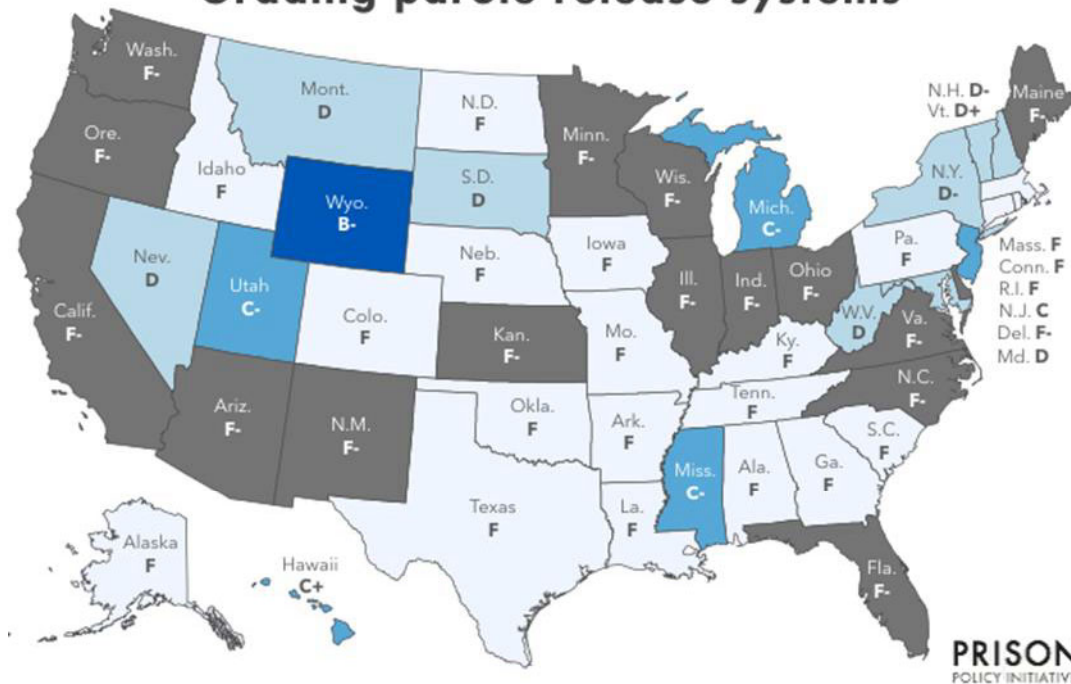 Grading parole release systems
Wash.
F-
Mont.
D
N.D.
F
Minn.
F-
N.H. D-
Vt. D+
Maine
F-
Ore.
F-
Idaho
F
S.D.
D
Wis.
F-
N.Y.
D-
Wyo.
B-
Mich.
C-
Nev.
D
Utah
C-
Neb.
F
Iowa
F
Pa.
F
Mass. F
Conn. F
R.I. F
N.J. C
Del. F-
Md. D
Calif.
F-
Colo.
F
Kan.
F-
Mo.
F
Ill.
F-
Ind.
F-
Ohio
F-
W.V.
D
Va.
F-
Ky.
F
N.C.
F-
Tenn.
F
Ariz.
F-
N.M.
F-
Okla.
F
Ark.
F
S.C.
F
Texas
F
La.
F
Miss.
C-
Ala.
F
Ga.
F
Alaska
F
Hawaii
C+
Fla.
F-
PRISON
POLICY INITIATIVE